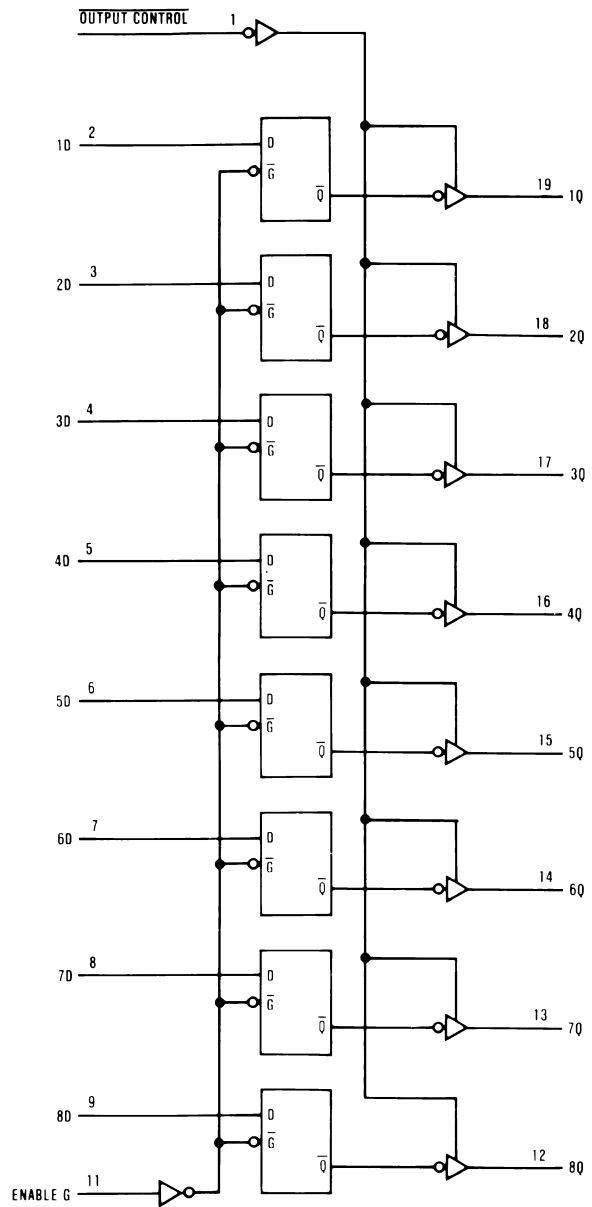 OUTPUT CONTROL 1
1D 2 D G Q 19 1Q
2D 3 D G Q 18 2Q
3D 4 D G Q 17 3Q
4D 5 D G Q 16 4Q
5D 6 D G Q 15 5Q
6D 7 D G Q 14 6Q
7D 8 D G Q 13 7Q
8D 9 D G Q 12 8Q
ENABLE G 11